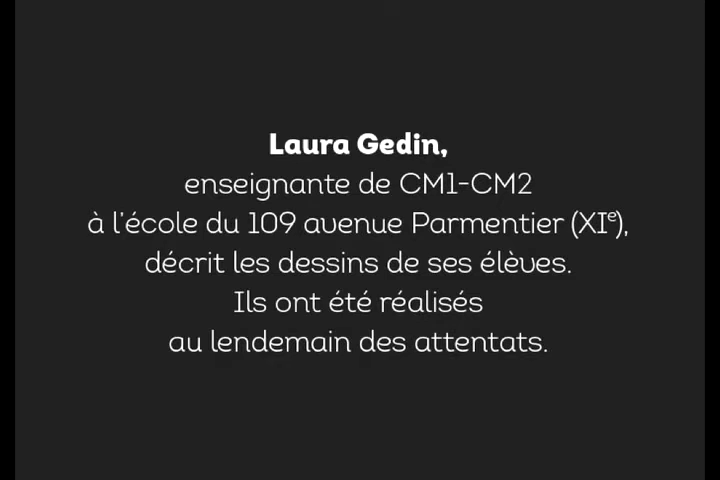 Laura Gedin,
enseignante de CM1-CM2
à l'école du 109 avenue Parmentier (XIᵉ),
décrit les dessins de ses élèves.
Ils ont été réalisés
au lendemain des attentats.